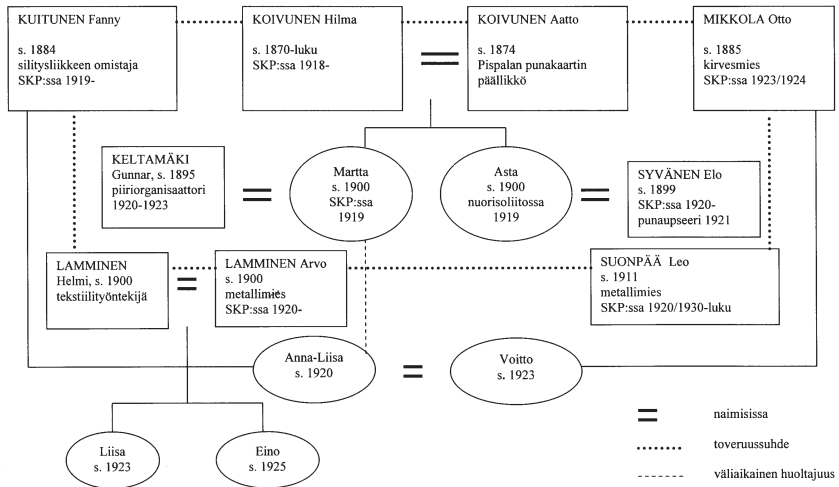 KUITUNEN Fanny
s. 1884
silitysliikkeen omistaja
SKP:ssa 1919-
KOIVUNEN Hilma
s. 1870-luku
SKP:ssa 1918-
KOIVUNEN Aatto
s. 1874
Pispalan punakaartin
päällikkö
MIKKOLA Otto
s. 1885
kirvesmies
SKP:ssa 1923/1924
KELTAMÄKI
Gunnar, s. 1895
piiriorganisaattori
1920-1923
Martta
s. 1900
SKP:ssa
1919
Asta
s. 1900
nuorisoliitossa
1919
SYVÄNEN Elo
s. 1899
SKP:ssa 1920-
punaupseeri 1921
LAMMINEN
Helmi, s. 1900
tekstiilityöntekijä
LAMMINEN Arvo
s. 1900
metallimies
SKP:ssa 1920-
SUONPÄÄ Leo
s. 1911
metallimies
SKP:ssa 1920/1930-luku
Anna-Liisa
s. 1920
Voitto
s. 1923
Liisa
s. 1923
Eino
s. 1925
naimisissa
toveruussuhde
väliaikainen huoltajuus